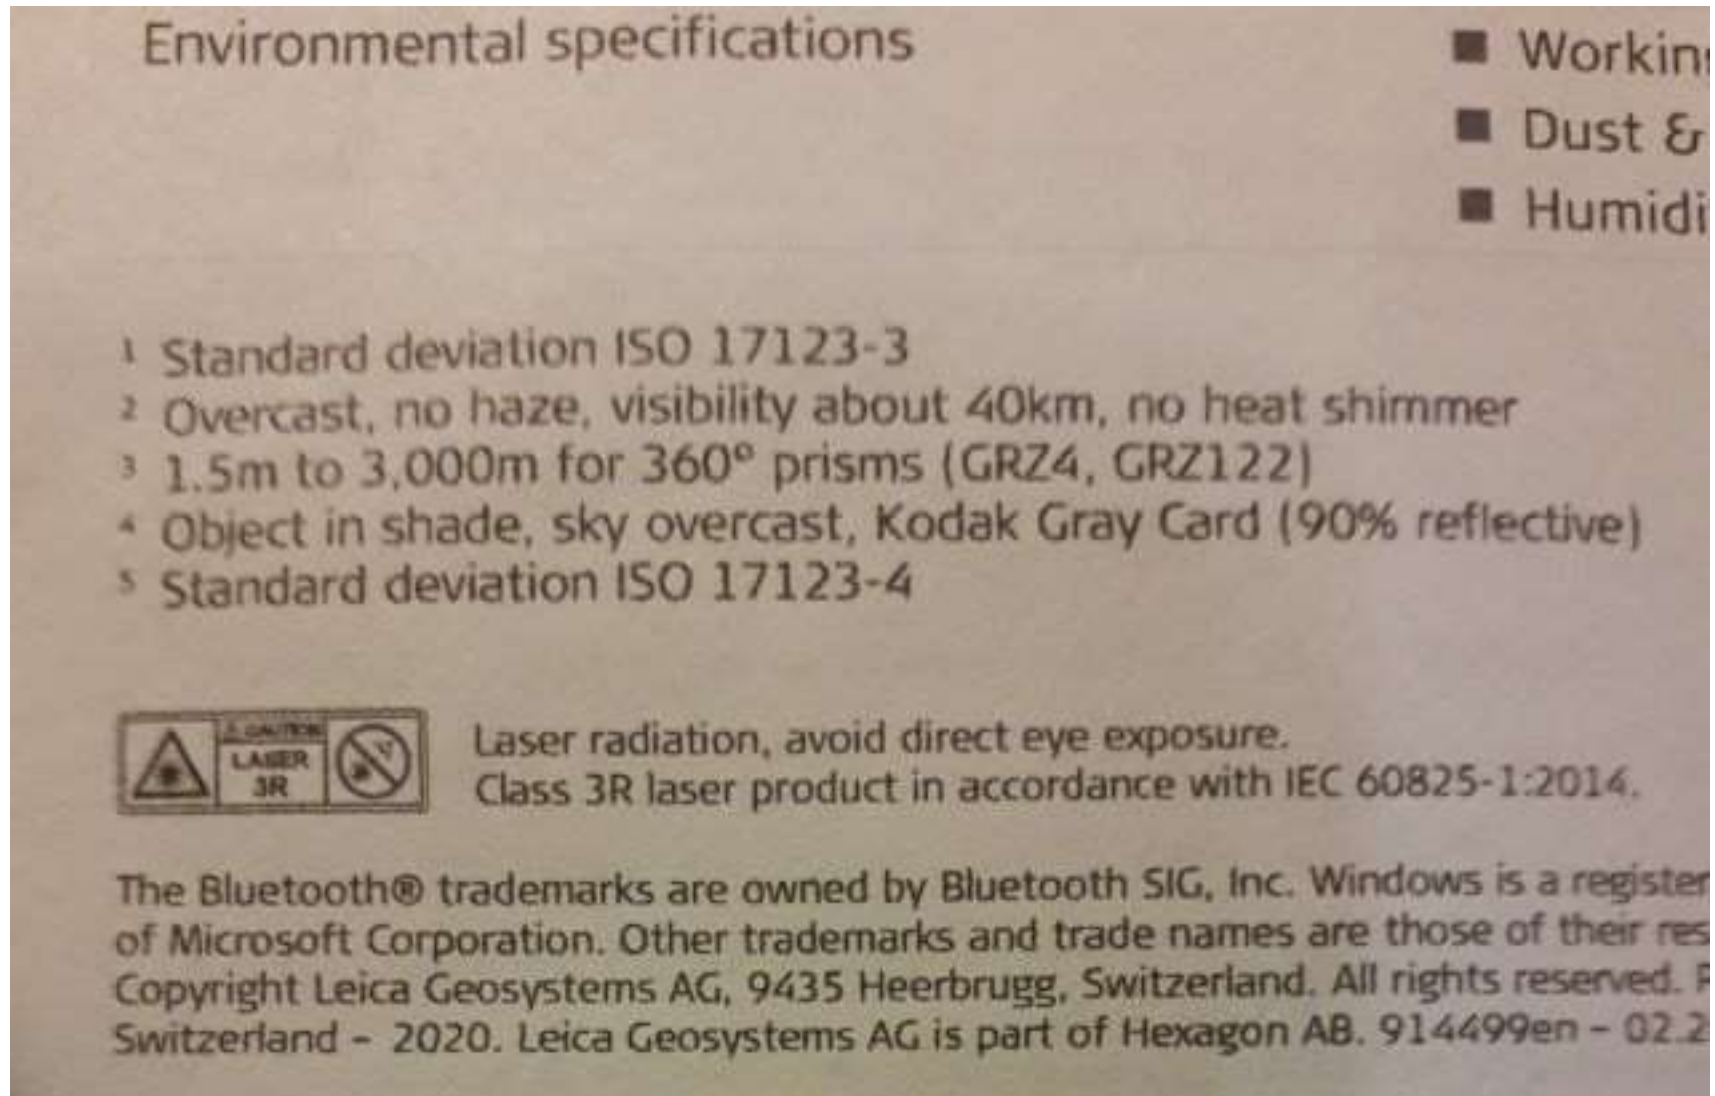 Environmental specifications
■ Workin
■ Dust &
■ Humidi
1 Standard deviation ISO 17123-3
2 Overcast, no haze, visibility about 40km, no heat shimmer
3 1.5m to 3,000m for 360° prisms (GRZ4, GRZ122)
4 Object in shade, sky overcast, Kodak Gray Card (90% reflective)
5 Standard deviation ISO 17123-4
CAUTION
LASER
3R
Laser radiation, avoid direct eye exposure.
Class 3R laser product in accordance with IEC 60825-1:2014.
The Bluetooth® trademarks are owned by Bluetooth SIG, Inc. Windows is a register
of Microsoft Corporation. Other trademarks and trade names are those of their res
Copyright Leica Geosystems AG, 9435 Heerbrugg, Switzerland. All rights reserved. P
Switzerland – 2020. Leica Geosystems AG is part of Hexagon AB. 914499en – 02.2